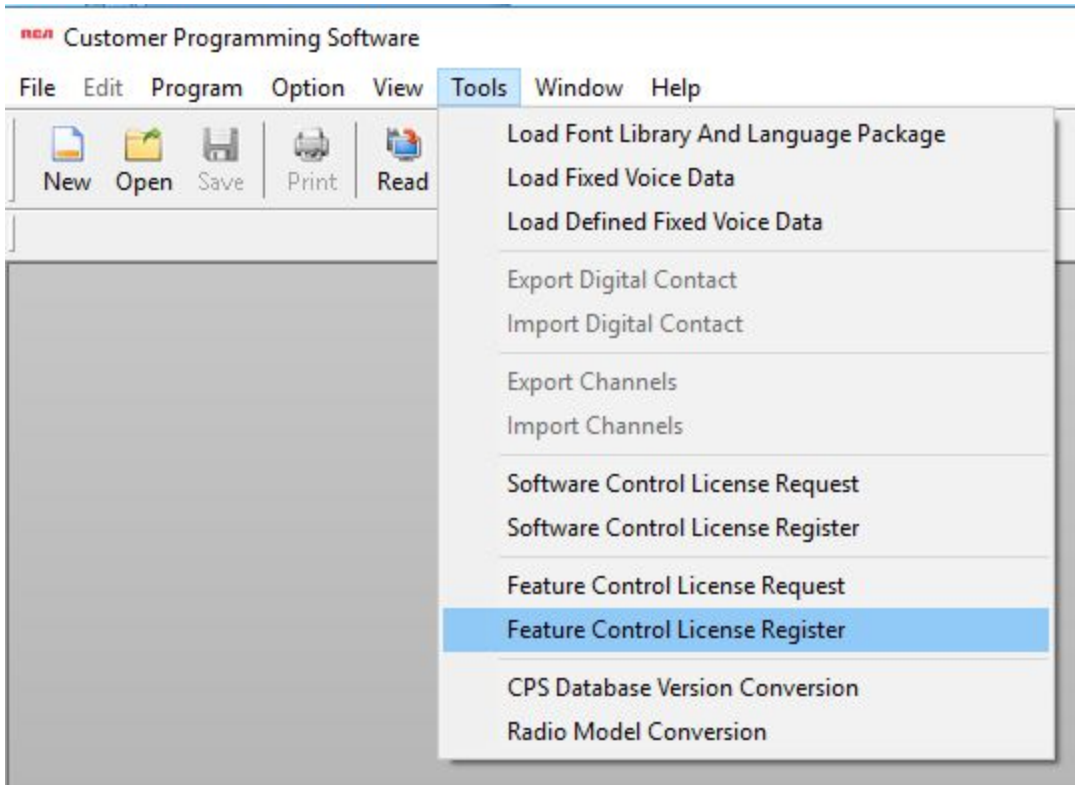 RCA Customer Programming Software
File Edit Program Option View Tools Window Help
New Open Save Print Read
Load Font Library And Language Package
Load Fixed Voice Data
Load Defined Fixed Voice Data
Export Digital Contact
Import Digital Contact
Export Channels
Import Channels
Software Control License Request
Software Control License Register
Feature Control License Request
Feature Control License Register
CPS Database Version Conversion
Radio Model Conversion